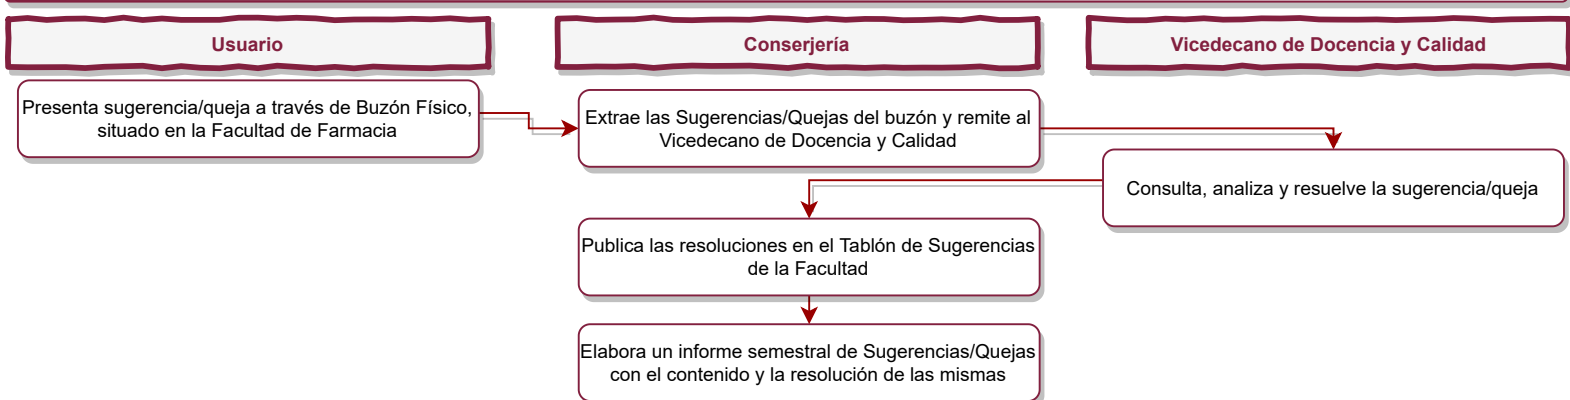 Usuario
Conserjería
Vicedecano de Docencia y Calidad
Presenta sugerencia/queja a través de Buzón Físico,
situado en la Facultad de Farmacia
Extrae las Sugerencias/Quejas del buzón y remite al
Vicedecano de Docencia y Calidad
Consulta, analiza y resuelve la sugerencia/queja
Publica las resoluciones en el Tablón de Sugerencias
de la Facultad
Elabora un informe semestral de Sugerencias/Quejas
con el contenido y la resolución de las mismas